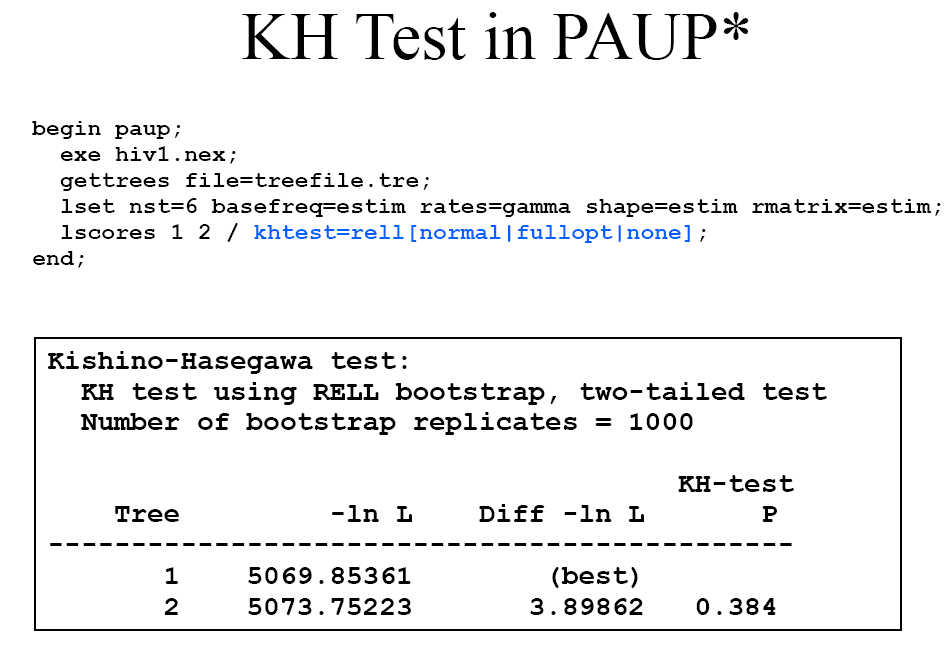 KH Test in PAUP*
begin paup;
  exe hiv1.nex;
  gettrees file=treefile.tre;
  lset nst=6 basefreq=estim rates=gamma shape=estim rmatrix=estim;
  lscores 1 2 / khtest=rell[normal|fullopt|none];
end;
Kishino-Hasegawa test:
  KH test using RELL bootstrap, two-tailed test
  Number of bootstrap replicates = 1000
                                      KH-test
    Tree         -ln L    Diff -ln L       P
---------------------------------------------
       1    5069.85361        (best)
       2    5073.75223       3.89862   0.384